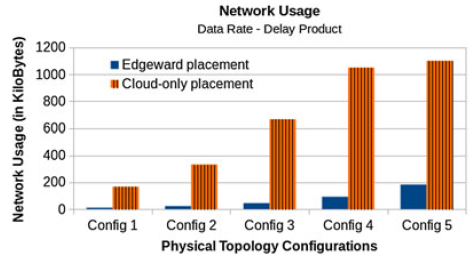 Network Usage
Data Rate - Delay Product
Network Usage (in KiloBytes)
1200
1000
800
600
400
200
0
Edgeward placement
Cloud-only placement
Config 1 Config 2 Config 3 Config 4 Config 5
Physical Topology Configurations